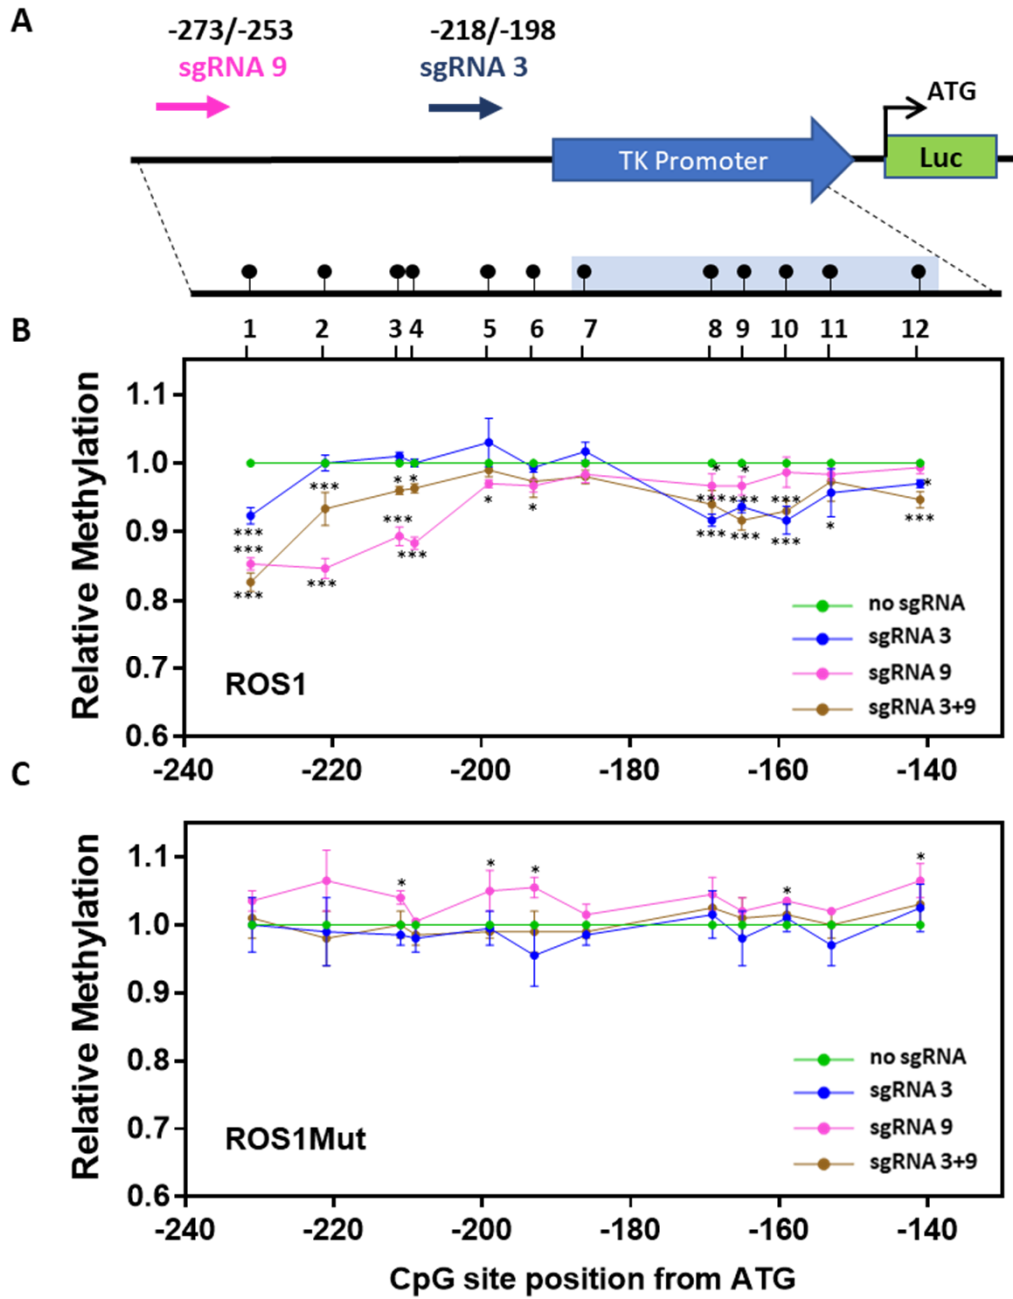 A
-273/-253
sgRNA 9
-218/-198
sgRNA 3
ATG
TK Promoter
Luc
B
1 2 3 4 5 6 7 8 9 10 11 12
Relative Methylation
1.1
1.0
0.9
0.8
0.7
0.6
*** *** *** *** *** *** *** * * * * * * *** *** *** *** *** *** * * ***
no sgRNA
sgRNA 3
sgRNA 9
sgRNA 3+9
ROS1
-240 -220 -200 -180 -160 -140
C
Relative Methylation
1.1
1.0
0.9
0.8
0.7
0.6
* * * * *
no sgRNA
sgRNA 3
sgRNA 9
sgRNA 3+9
ROS1Mut
-240 -220 -200 -180 -160 -140
CpG site position from ATG